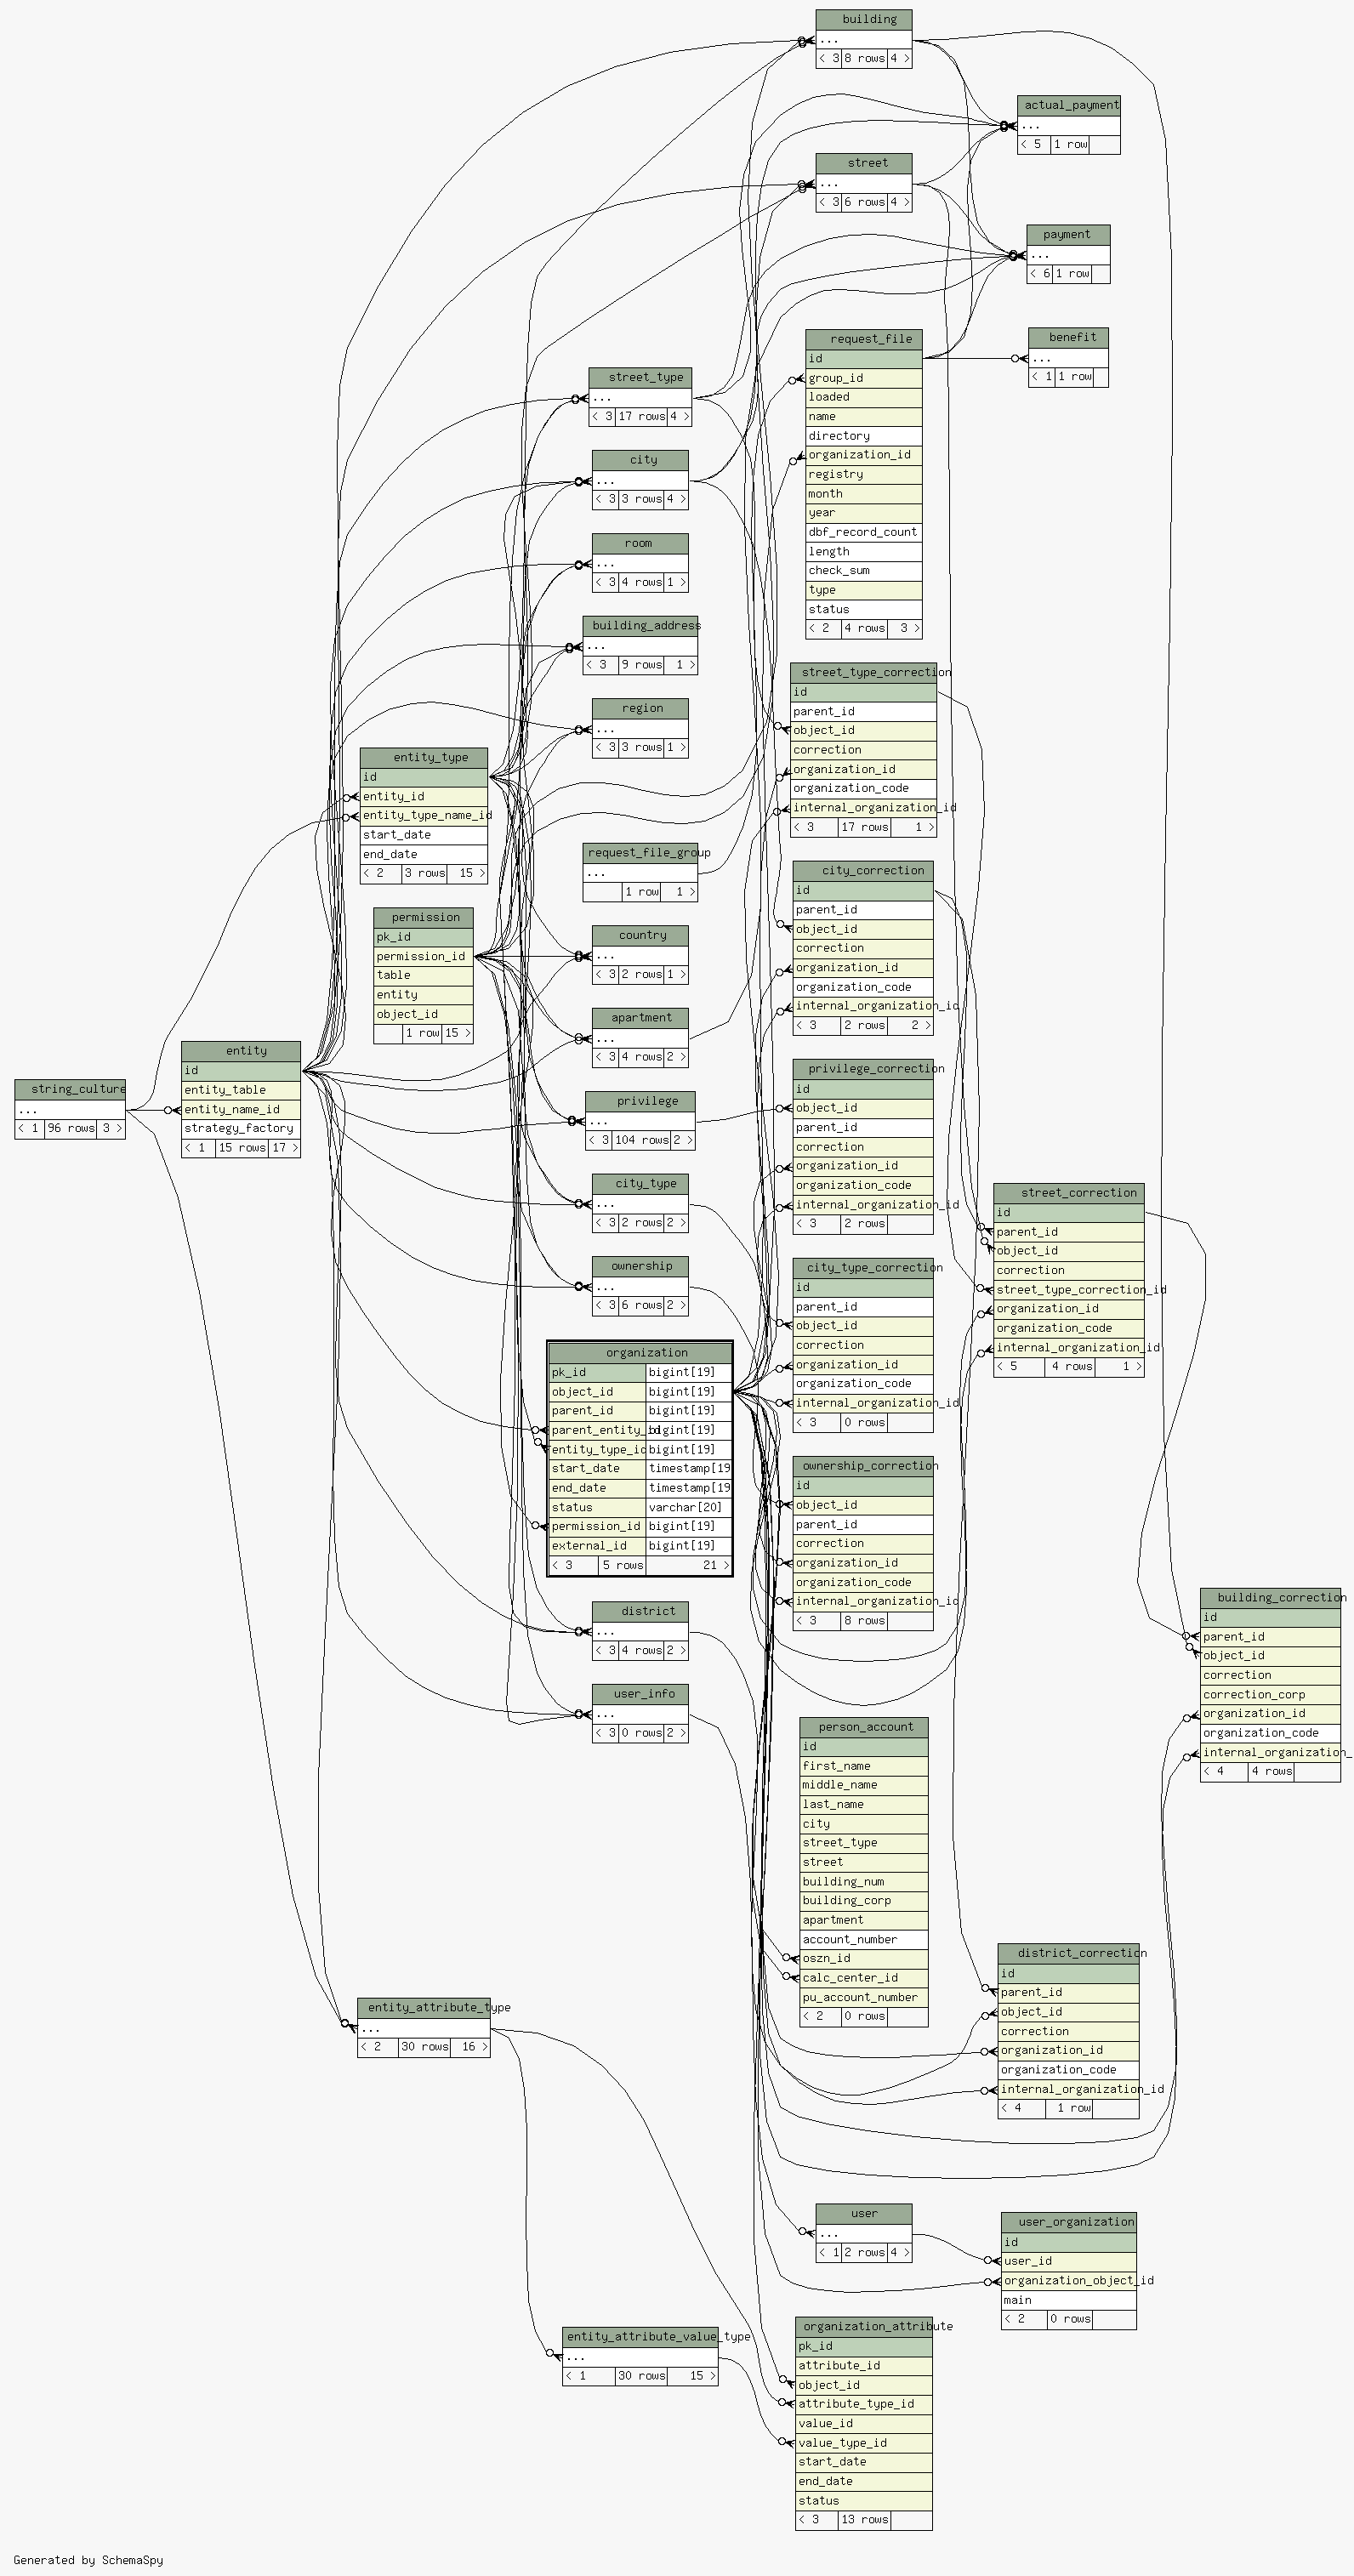 building
...
< 3 8 rows 4 >
actual_payment
...
< 5 1 row
street
...
< 3 6 rows 4 >
payment
...
< 6 1 row
request_file
id
group_id
loaded
name
directory
organization_id
registry
month
year
dbf_record_count
length
check_sum
type
status
< 2 4 rows 3 >
benefit
...
< 1 1 row
street_type
...
< 3 17 rows 4 >
city
...
< 3 3 rows 4 >
room
...
< 3 4 rows 1 >
building_address
...
< 3 9 rows 1 >
region
...
< 3 3 rows 1 >
street_type_correction
id
parent_id
object_id
correction
organization_id
organization_code
internal_organization_id
< 3 17 rows 1 >
entity_type
id
entity_id
entity_type_name_id
start_date
end_date
< 2 3 rows 15 >
request_file_group
...
1 row 1 >
city_correction
id
parent_id
object_id
correction
organization_id
organization_code
internal_organization_id
< 3 2 rows 2 >
permission
pk_id
permission_id
table
entity
object_id
1 row 15 >
country
...
< 3 2 rows 1 >
apartment
...
< 3 4 rows 2 >
entity
id
entity_table
entity_name_id
strategy_factory
< 1 15 rows 17 >
string_culture
...
< 1 96 rows 3 >
privilege
...
< 3 104 rows 2 >
privilege_correction
id
object_id
parent_id
correction
organization_id
organization_code
internal_organization_id
< 3 2 rows
city_type
...
< 3 2 rows 2 >
street_correction
id
parent_id
object_id
correction
street_type_correction_id
organization_id
organization_code
internal_organization_id
< 5 4 rows 1 >
ownership
...
< 3 6 rows 2 >
city_type_correction
id
parent_id
object_id
correction
organization_id
organization_code
internal_organization_id
< 3 0 rows
organization
pk_id bigint[19]
object_id bigint[19]
parent_id bigint[19]
parent_entity_id bigint[19]
entity_type_id bigint[19]
start_date timestamp[19
end_date timestamp[19
status varchar[20]
permission_id bigint[19]
external_id bigint[19]
< 3 5 rows 21 >
ownership_correction
id
object_id
parent_id
correction
organization_id
organization_code
internal_organization_id
< 3 8 rows
district
...
< 3 4 rows 2 >
building_correction
id
parent_id
object_id
correction
correction_corp
organization_id
organization_code
internal_organization_
< 4 4 rows
user_info
...
< 3 0 rows 2 >
person_account
id
first_name
middle_name
last_name
city
street_type
street
building_num
building_corp
apartment
account_number
oszn_id
calc_center_id
pu_account_number
< 2 0 rows
district_correction
id
parent_id
object_id
correction
organization_id
organization_code
internal_organization_id
< 4 1 row
entity_attribute_type
...
< 2 30 rows 16 >
user
...
< 1 2 rows 4 >
user_organization
id
user_id
organization_object_id
main
< 2 0 rows
entity_attribute_value_type
...
< 1 30 rows 15 >
organization_attribute
pk_id
attribute_id
object_id
attribute_type_id
value_id
value_type_id
start_date
end_date
status
< 3 13 rows
Generated by SchemaSpy